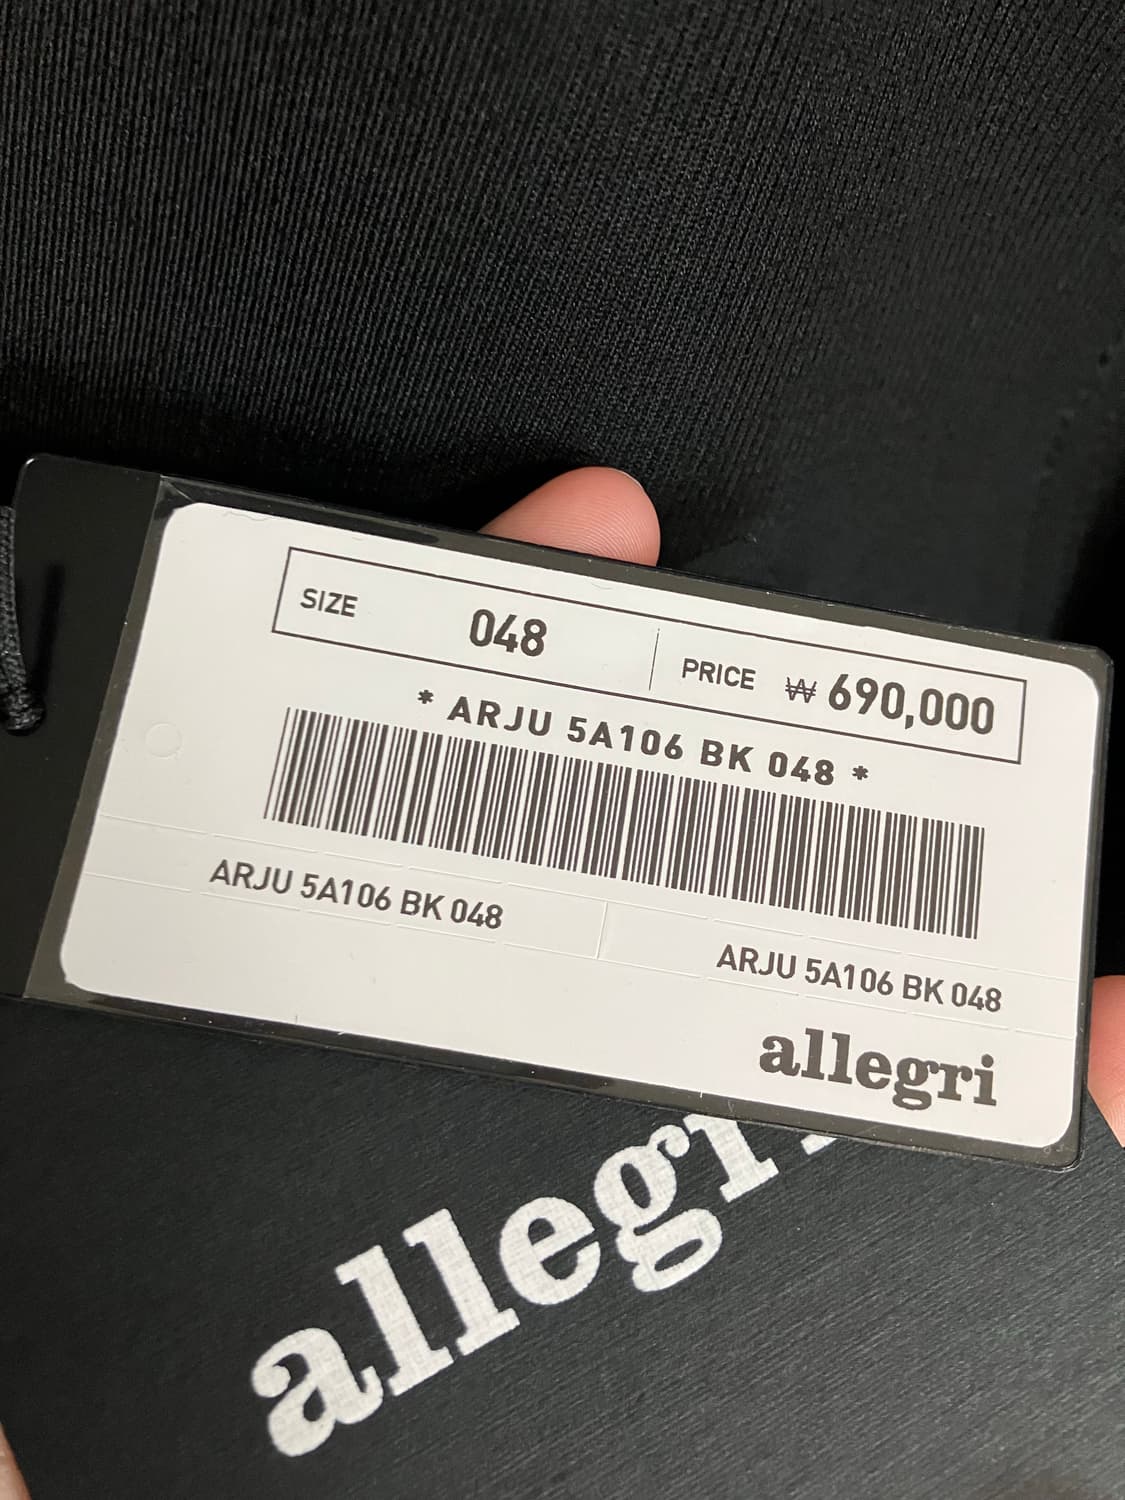 SIZE 048 PRICE ₩ 690,000
* ARJU 5A106 BK 048 *
ARJU 5A106 BK 048
ARJU 5A106 BK 048
allegri
allegri